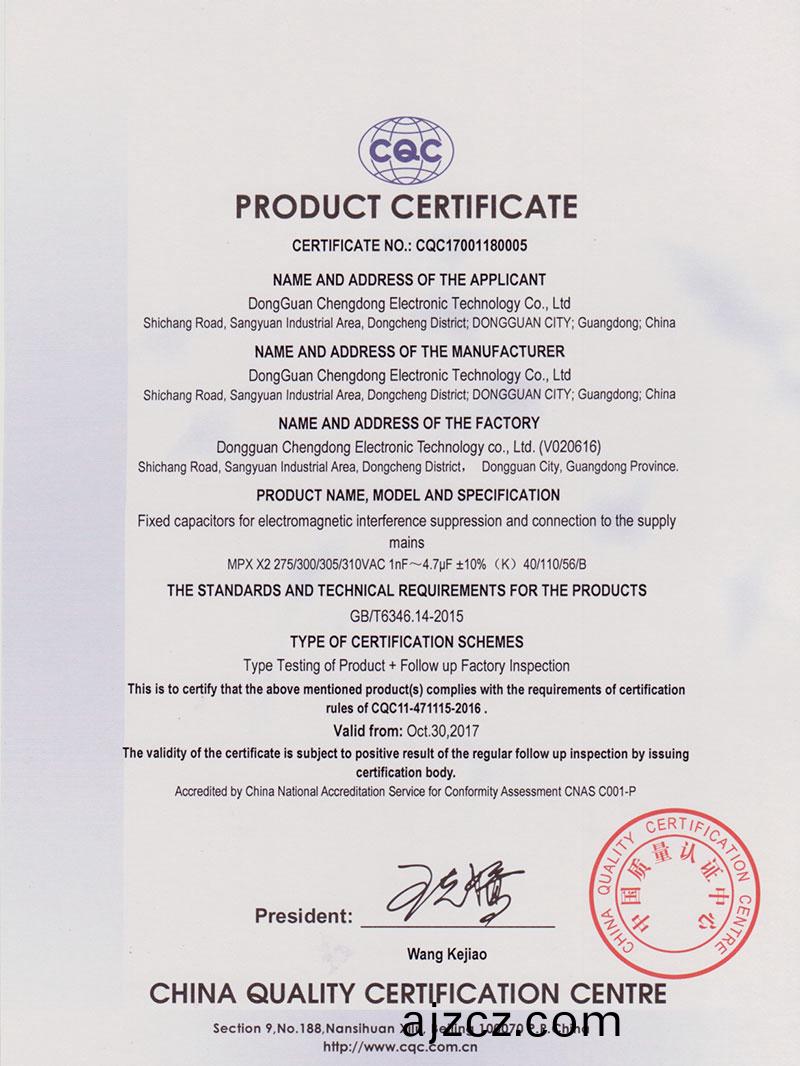 CQC
PRODUCT CERTIFICATE
CERTIFICATE NO.: CQC17001180005
NAME AND ADDRESS OF THE APPLICANT
DongGuan Chengdong Electronic Technology Co., Ltd
Shichang Road, Sangyuan Industrial Area, Dongcheng District; DONGGUAN CITY; Guangdong; China
NAME AND ADDRESS OF THE MANUFACTURER
DongGuan Chengdong Electronic Technology Co., Ltd
Shichang Road, Sangyuan Industrial Area, Dongcheng District; DONGGUAN CITY; Guangdong; China
NAME AND ADDRESS OF THE FACTORY
Dongguan Chengdong Electronic Technology co., Ltd. (V020616)
Shichang Road, Sangyuan Industrial Area, Dongcheng District， Dongguan City, Guangdong Province.
PRODUCT NAME, MODEL AND SPECIFICATION
Fixed capacitors for electromagnetic interference suppression and connection to the supply
mains
MPX X2 275/300/305/310VAC 1nF～4.7μF ±10%（K）40/110/56/B
THE STANDARDS AND TECHNICAL REQUIREMENTS FOR THE PRODUCTS
GB/T6346.14-2015
TYPE OF CERTIFICATION SCHEMES
Type Testing of Product + Follow up Factory Inspection
This is to certify that the above mentioned product(s) complies with the requirements of certification
rules of CQC11-471115-2016 .
Valid from: Oct.30,2017
The validity of the certificate is subject to positive result of the regular follow up inspection by issuing
certification body.
Accredited by China National Accreditation Service for Conformity Assessment CNAS C001-P
CHINA QUALITY CERTIFICATION CENTRE
中国质量认证中心
President:
Wang Kejiao
CHINA QUALITY CERTIFICATION CENTRE
Section 9,No.188,Nansihuan Beijing 100070 P.R.China
ajzcz.com
http://www.cqc.com.cn